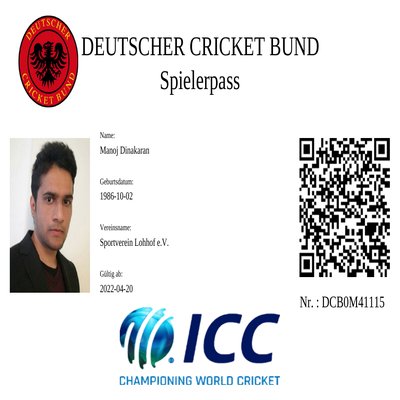 DEUTSCHER
CRICKET BUND
DEUTSCHER CRICKET BUND
Spielerpass
Name:
Manoj Dinakaran
Geburtsdatum:
1986-10-02
Vereinsname:
Sportverein Lohhof e.V.
Gültig ab:
2022-04-20
Nr. : DCB0M41115
ICC
CHAMPIONING WORLD CRICKET